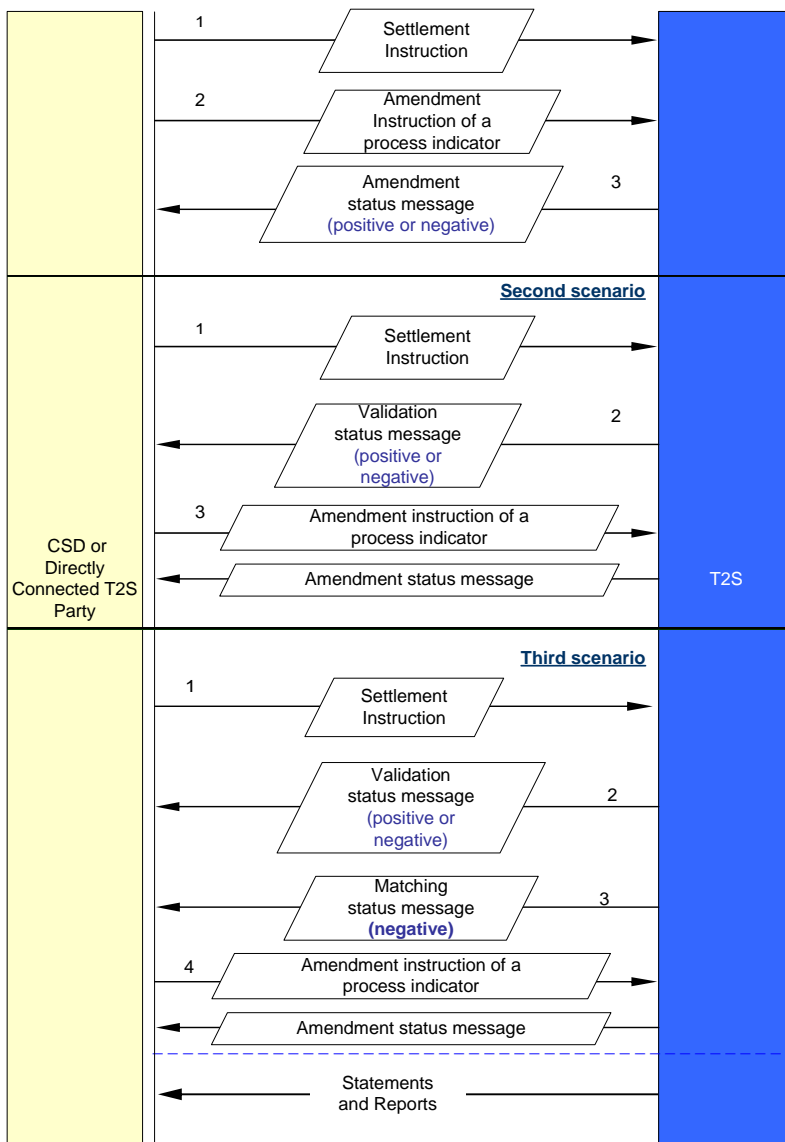 1
Settlement
Instruction
2
Amendment
Instruction of a
process indicator
Amendment
status message
(positive or negative)
3
Second scenario
1
Settlement
Instruction
Validation
status message
(positive or
negative)
2
3
Amendment instruction of a
process indicator
Amendment status message
CSD or
Directly
Connected T2S
Party
T2S
Third scenario
1
Settlement
Instruction
Validation
status message
(positive or
negative)
2
Matching
status message
(negative)
3
4
Amendment instruction of a
process indicator
Amendment status message
Statements
and Reports